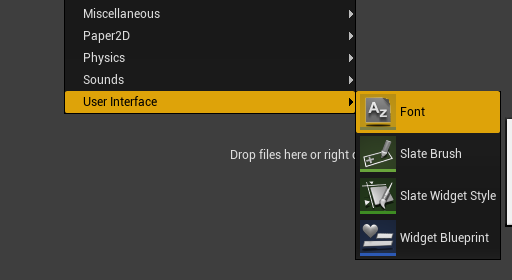 Miscellaneous
Paper2D
Physics
Sounds
User Interface
Font
Slate Brush
Slate Widget Style
Widget Blueprint
Drop files here or right